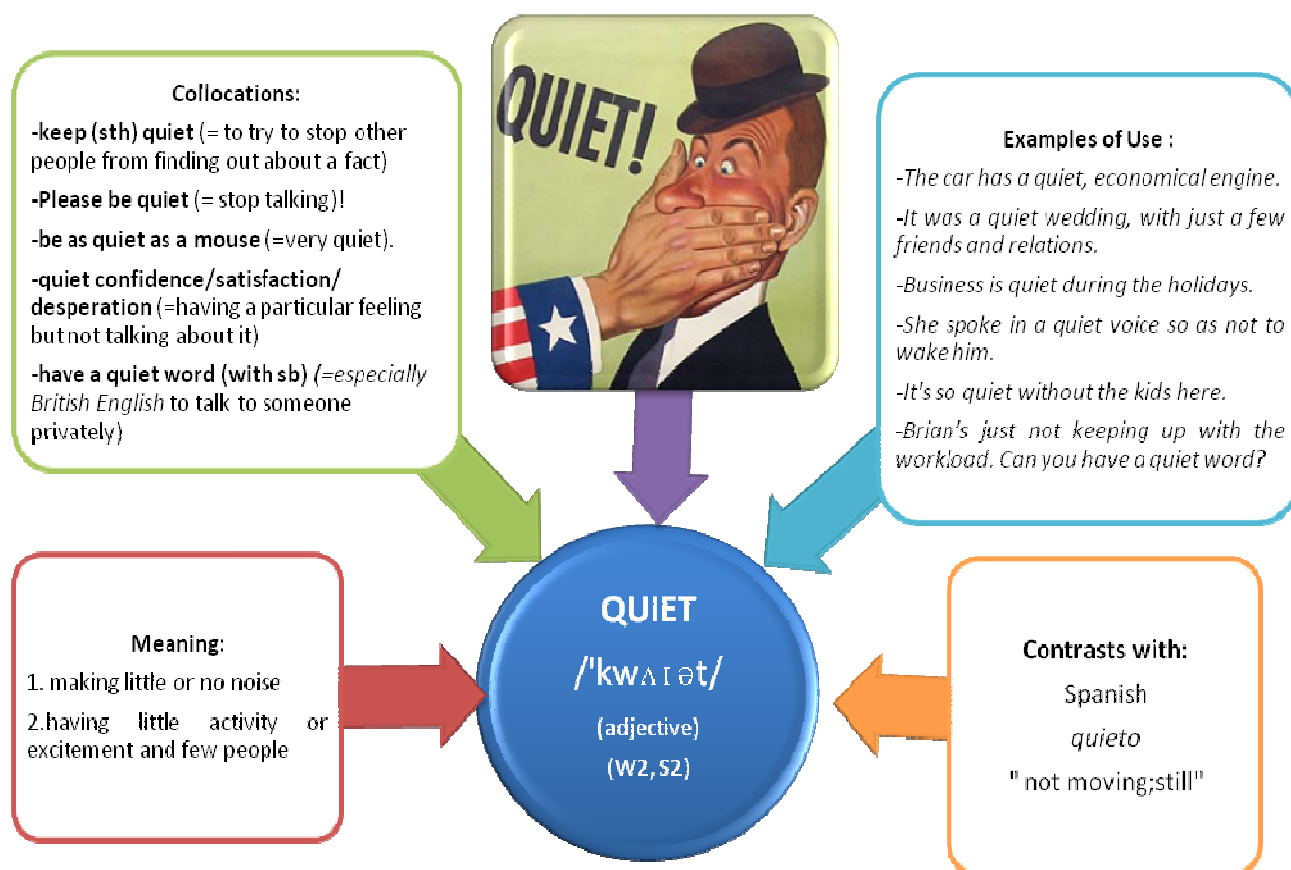 Collocations:
-keep (sth) quiet (= to try to stop other
people from finding out about a fact)
-Please be quiet (= stop talking)!
-be as quiet as a mouse (=very quiet).
-quiet confidence/satisfaction/
desperation (=having a particular feeling
but not talking about it)
-have a quiet word (with sb) (=especially
British English to talk to someone
privately)
QUIET!
Examples of Use :
-The car has a quiet, economical engine.
-It was a quiet wedding, with just a few
friends and relations.
-Business is quiet during the holidays.
-She spoke in a quiet voice so as not to
wake him.
-It's so quiet without the kids here.
-Brian's just not keeping up with the
workload. Can you have a quiet word?
Meaning:
1. making little or no noise
2.having little activity or
excitement and few people
QUIET
/'kwʌɪət/
(adjective)
(W2, S2)
Contrasts with:
Spanish
quieto
" not moving;still"